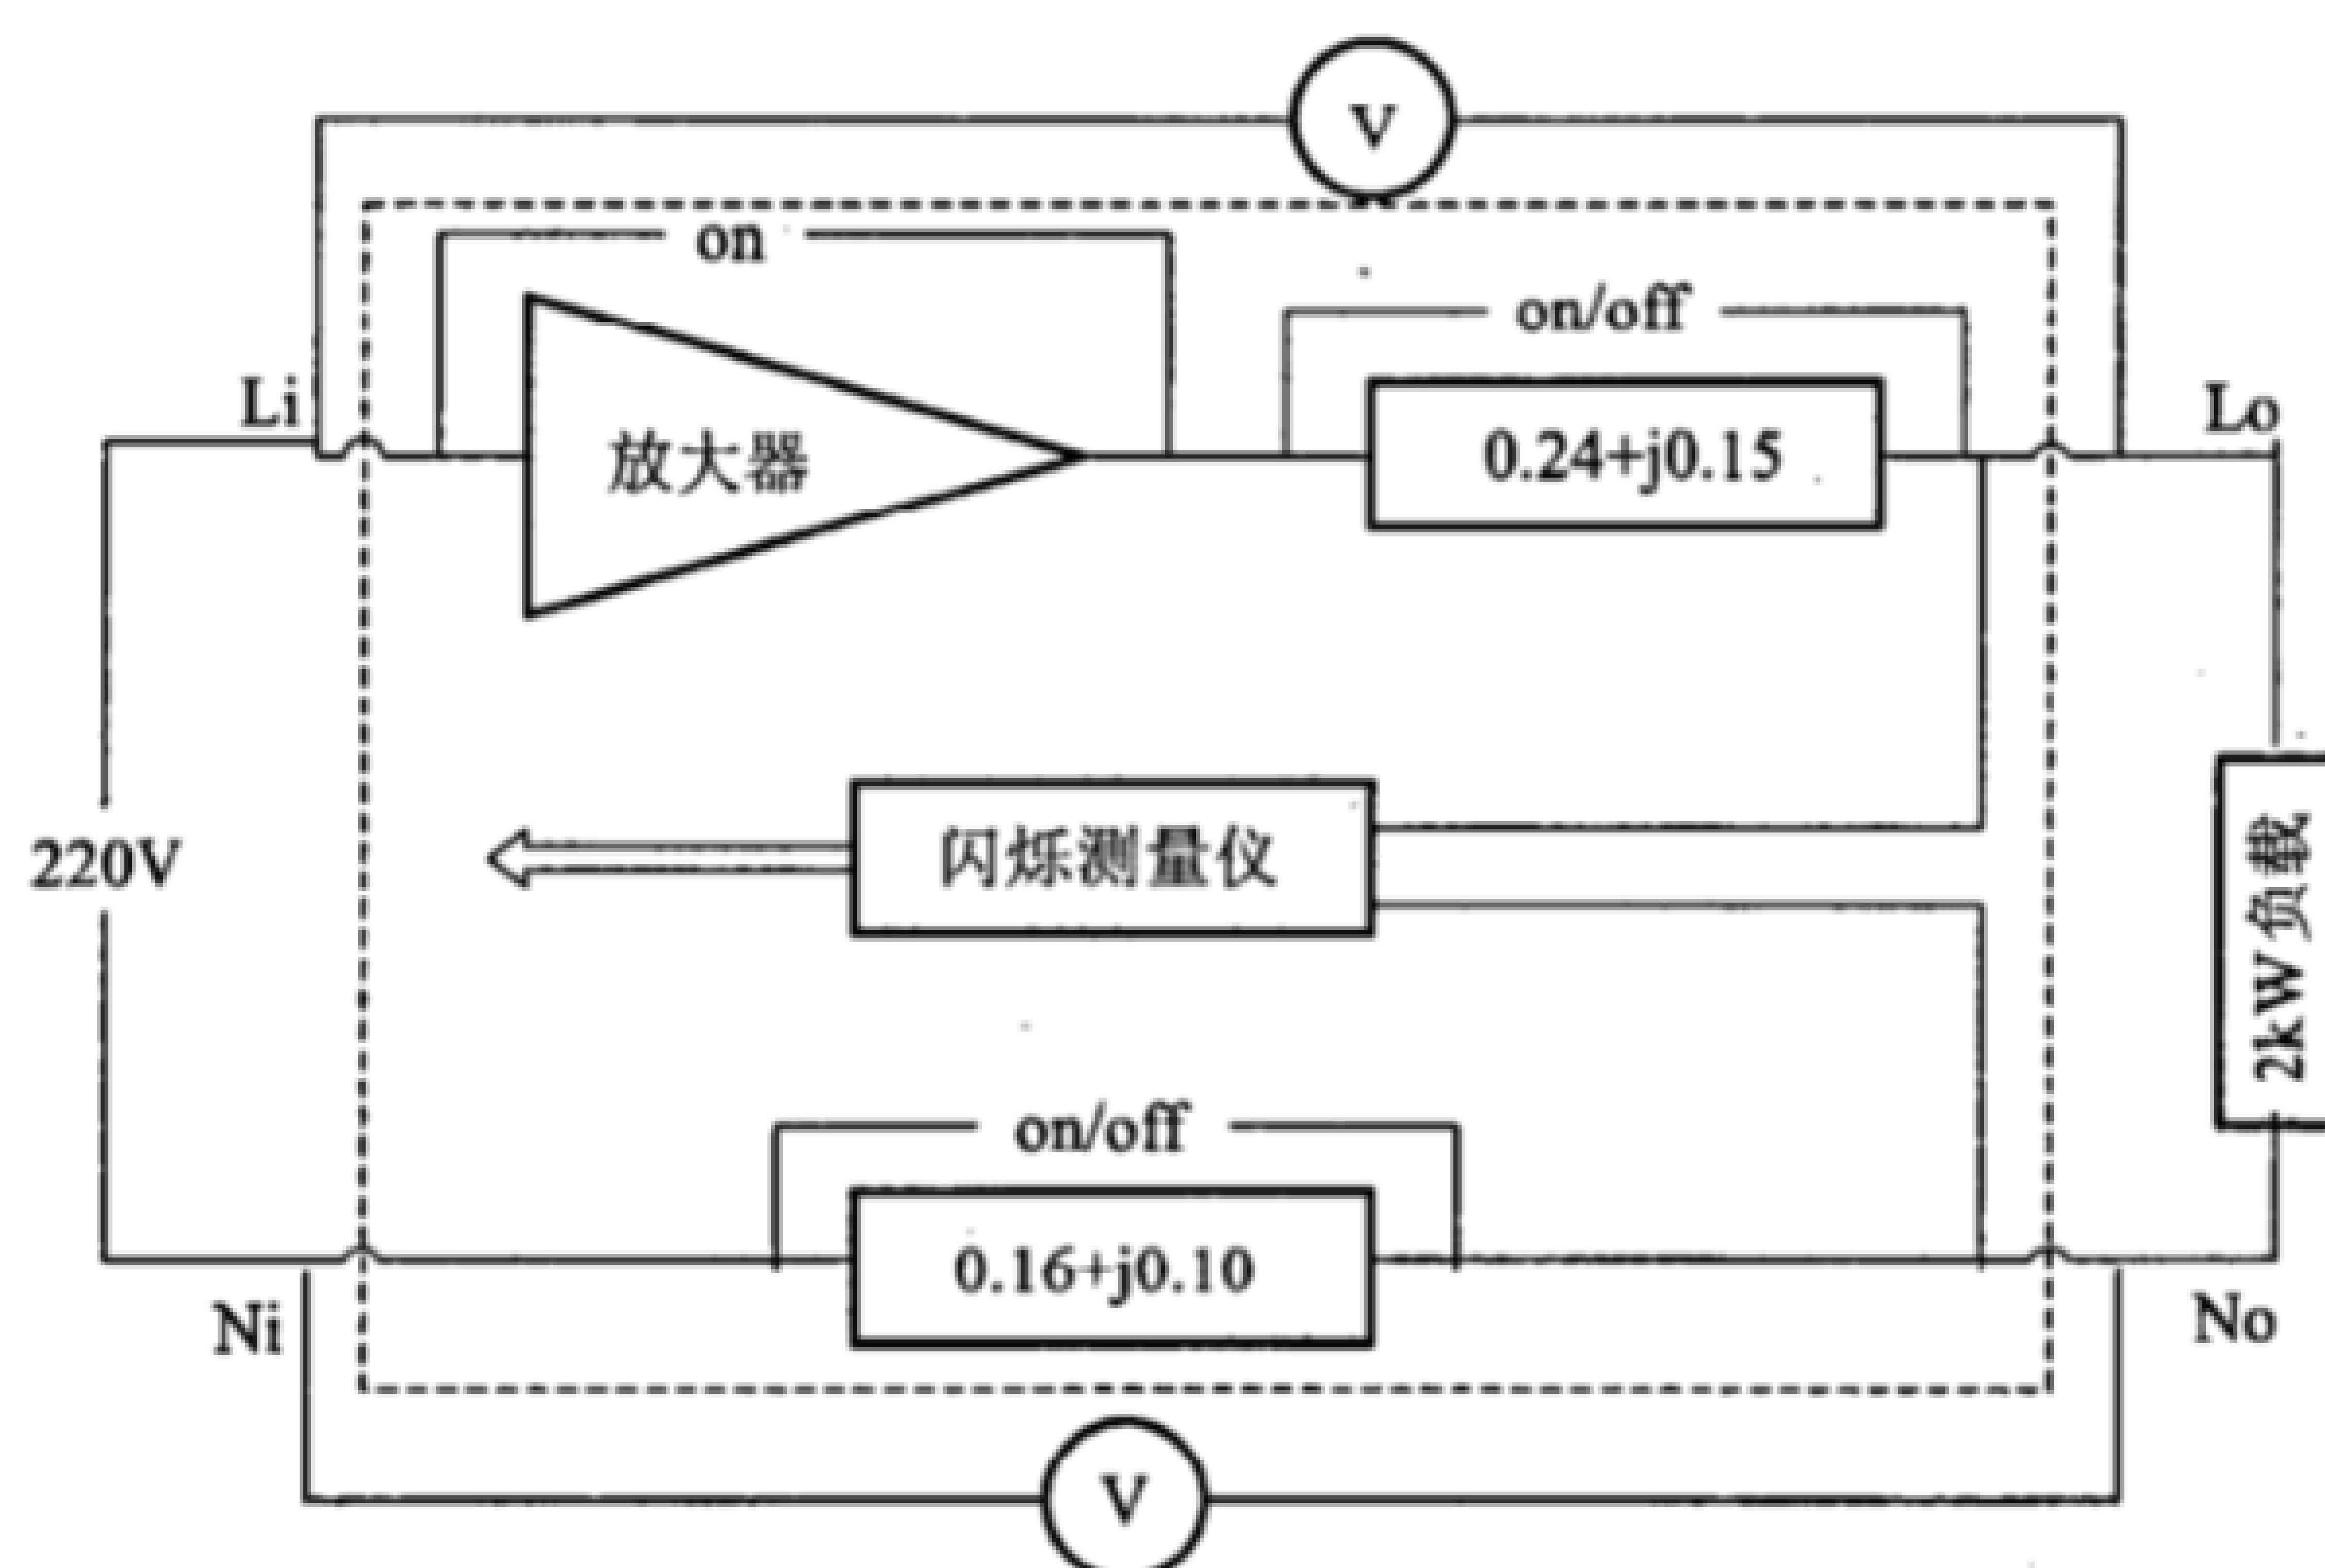 V
on
on/off
Li
Lo
放大器
0.24+j0.15
220V
闪烁测量仪
2kW负载
on/off
0.16+j0.10
Ni
No
V